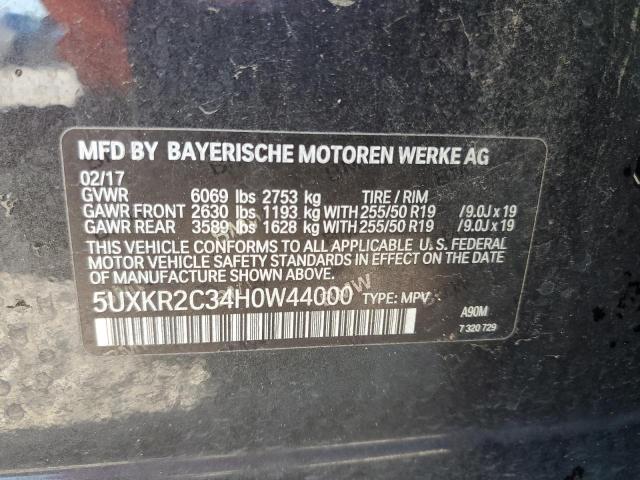 MFD BY BAYERISCHE MOTOREN WERKE AG
02/17
GVWR 6069 lbs 2753 kg TIRE / RIM
GAWR FRONT 2630 lbs 1193 kg WITH 255/50 R19 /9.0J x 19
GAWR REAR 3589 lbs 1628 kg WITH 255/50 R19 /9.0J x 19
THIS VEHICLE CONFORMS TO ALL APPLICABLE U.S. FEDERAL
MOTOR VEHICLE SAFETY STANDARDS IN EFFECT ON THE
DATE OF MANUFACTURE SHOWN ABOVE.
5UXKR2C34H0W44000 TYPE: MPV
A90M
7 320 729